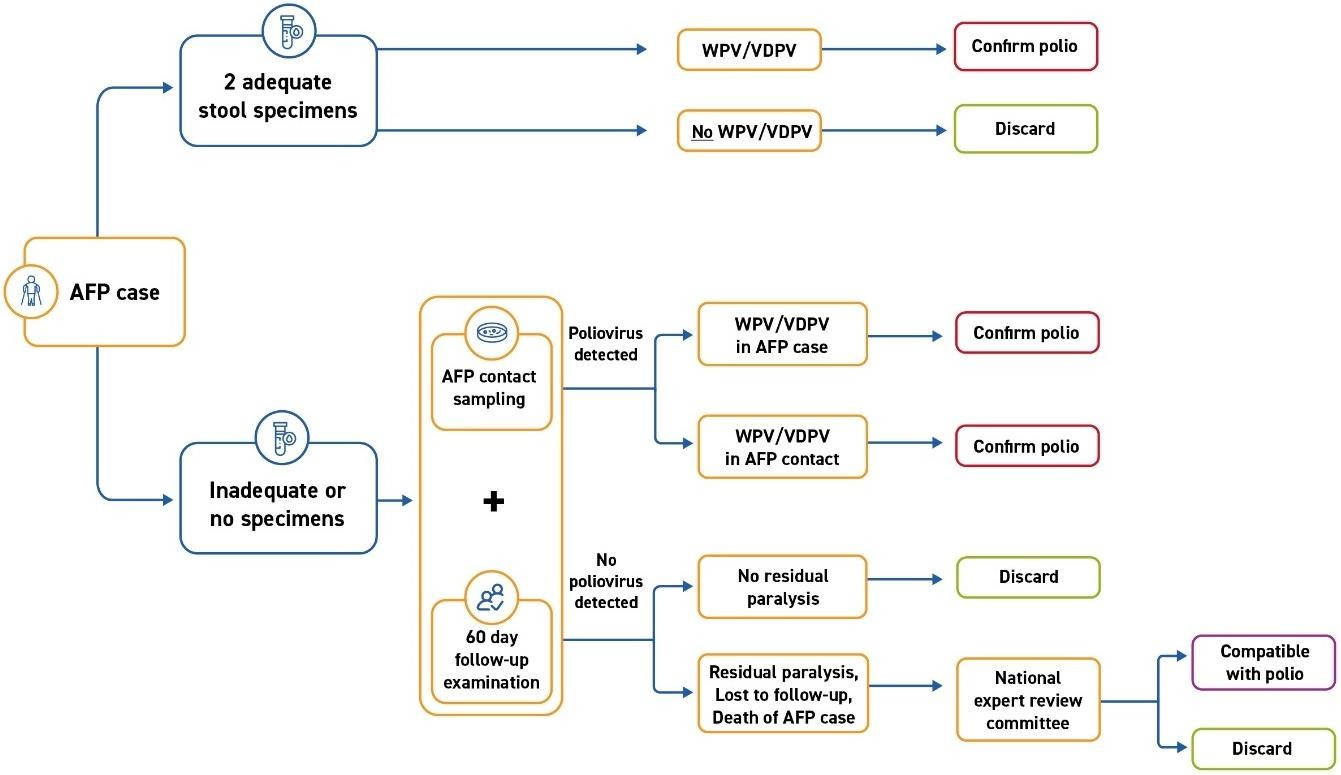 2 adequate
stool specimens
WPV/VDPV
Confirm polio
No WPV/VDPV
Discard
AFP case
Inadequate or
no specimens
AFP contact
sampling
+
60 day
follow-up
examination
Poliovirus
detected
WPV/VDPV
in AFP case
Confirm polio
WPV/VDPV
in AFP contact
Confirm polio
No
poliovirus
detected
No residual
paralysis
Discard
Residual paralysis,
Lost to follow-up,
Death of AFP case
National
expert review
committee
Compatible
with polio
Discard